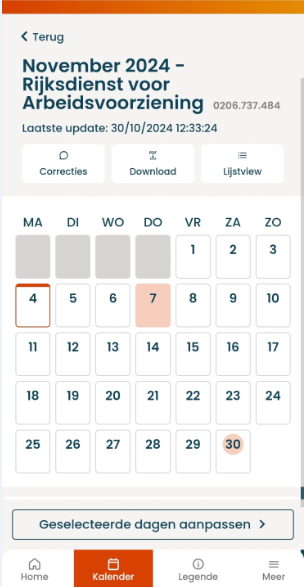 Terug
November 2024 -
Rijksdienst voor
Arbeidsvoorziening 0206.737.484
Laatste update: 30/10/2024 12:33:24
Correcties Download Lijstview
MA DI WO DO VR ZA ZO
1 2 3
4 5 6 7 8 9 10
11 12 13 14 15 16 17
18 19 20 21 22 23 24
25 26 27 28 29 30
Geselecteerde dagen aanpassen
Home Kalender Legende Meer